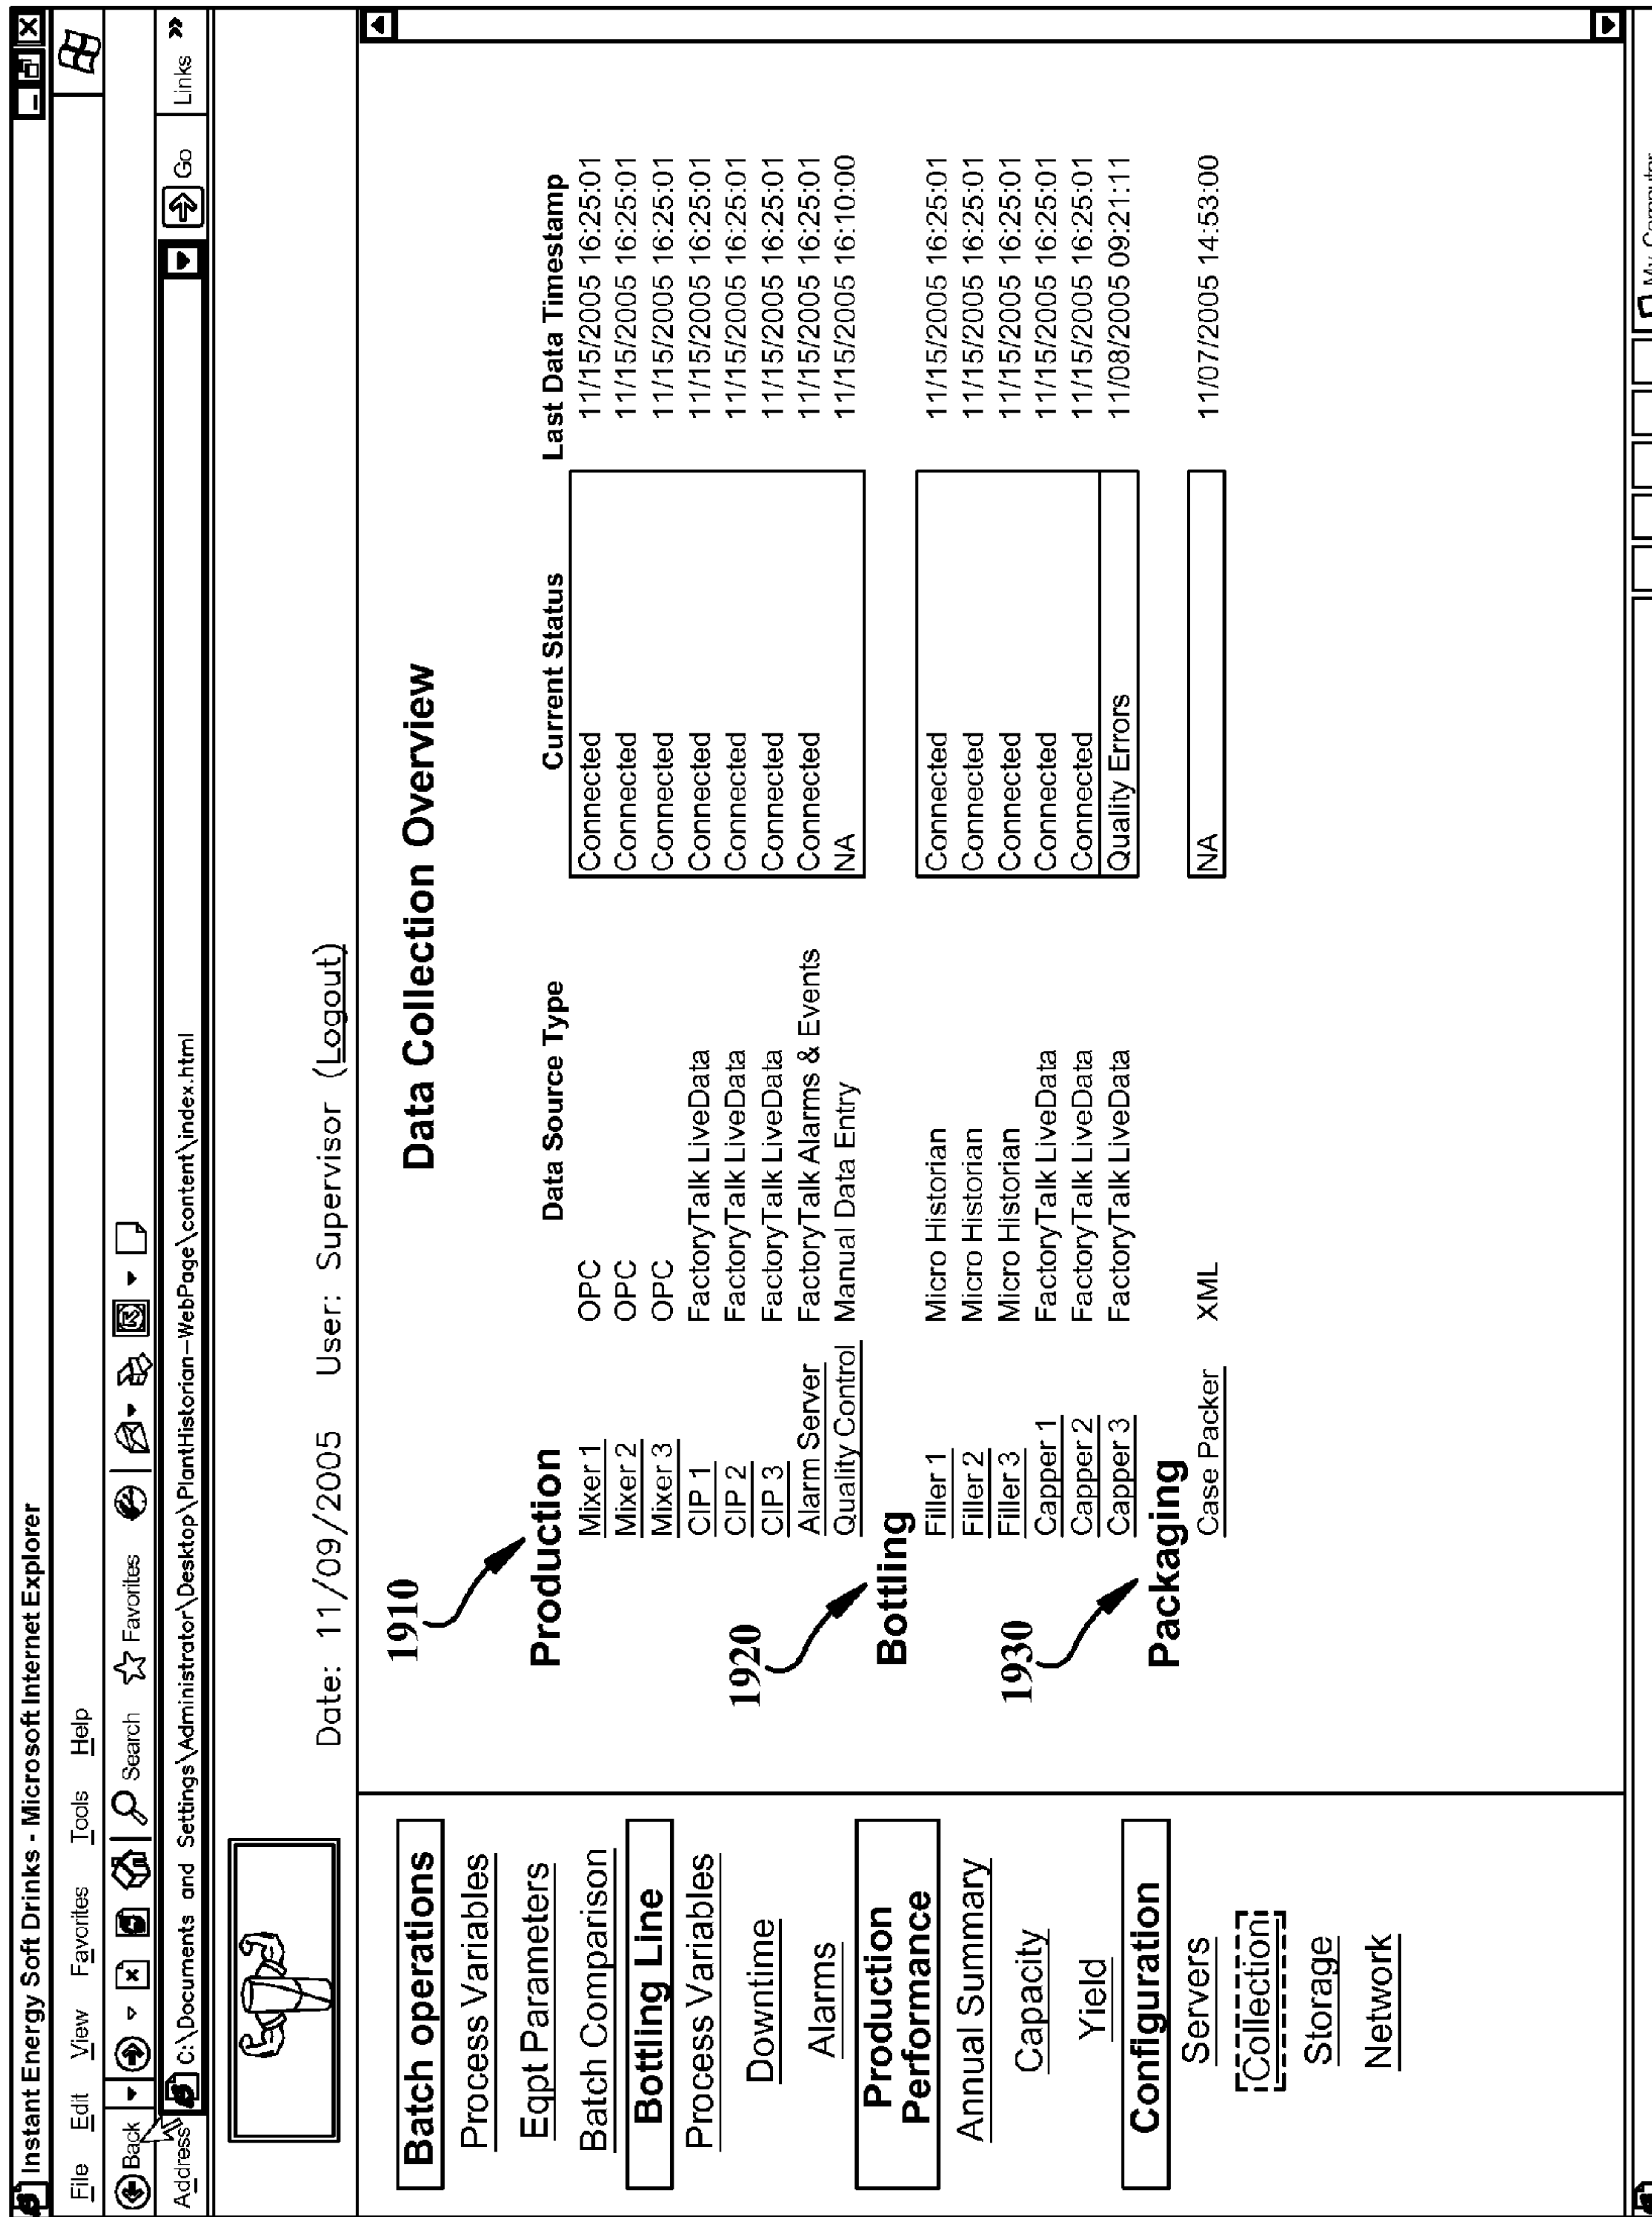 Instant Energy Soft Drinks - Microsoft Internet Explorer
File Edit View Favorites Tools Help
Back Search Favorites
Address C:\Documents and Settings\Administrator\Desktop\PlantHistorian-WebPage\content\index.html Go Links »
Date: 11/09/2005 User: Supervisor (Logout)
Batch operations
Process Variables
Eqpt Parameters
Batch Comparison
Bottling Line
Process Variables
Downtime
Alarms
Production
Performance
Annual Summary
Capacity
Yield
Configuration
Servers
Collection
Storage
Network
Data Collection Overview
1910
Production Data Source Type Current Status Last Data Timestamp
Mixer 1 OPC Connected 11/15/2005 16:25:01
Mixer 2 OPC Connected 11/15/2005 16:25:01
Mixer 3 OPC Connected 11/15/2005 16:25:01
CIP 1 FactoryTalk LiveData Connected 11/15/2005 16:25:01
CIP 2 FactoryTalk LiveData Connected 11/15/2005 16:25:01
CIP 3 FactoryTalk LiveData Connected 11/15/2005 16:25:01
Alarm Server FactoryTalk Alarms & Events Connected 11/15/2005 16:25:01
Quality Control Manual Data Entry NA 11/15/2005 16:10:00
1920
Bottling
Filler 1 Micro Historian Connected 11/15/2005 16:25:01
Filler 2 Micro Historian Connected 11/15/2005 16:25:01
Filler 3 Micro Historian Connected 11/15/2005 16:25:01
Capper 1 FactoryTalk LiveData Connected 11/15/2005 16:25:01
Capper 2 FactoryTalk LiveData Connected 11/15/2005 16:25:01
Capper 3 FactoryTalk LiveData Quality Errors 11/08/2005 09:21:11
1930
Packaging
Case Packer XML NA 11/07/2005 14:53:00
My Computer